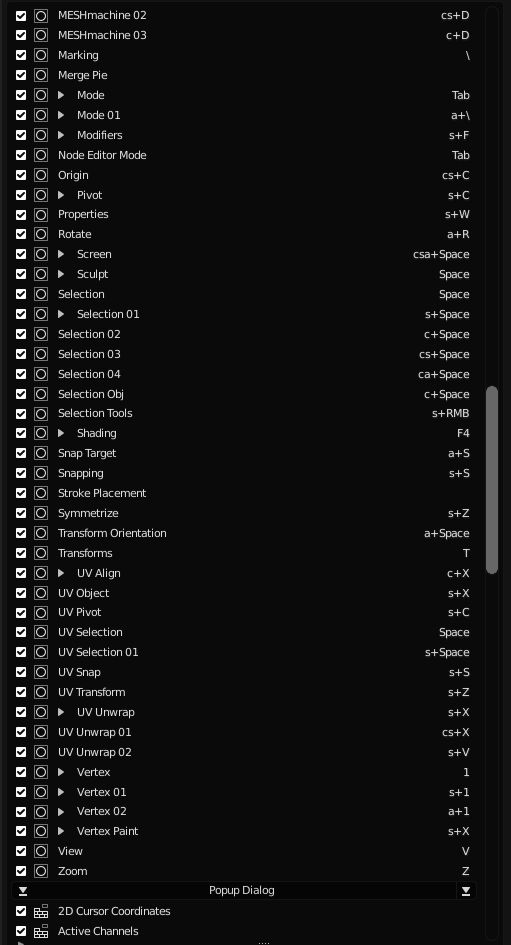 MESHmachine 02 cs+D
MESHmachine 03 c+D
Marking \
Merge Pie
Mode Tab
Mode 01 a+\
Modifiers s+F
Node Editor Mode Tab
Origin cs+C
Pivot s+C
Properties s+W
Rotate a+R
Screen csa+Space
Sculpt Space
Selection Space
Selection 01 s+Space
Selection 02 c+Space
Selection 03 cs+Space
Selection 04 ca+Space
Selection Obj c+Space
Selection Tools s+RMB
Shading F4
Snap Target a+S
Snapping s+S
Stroke Placement
Symmetrize s+Z
Transform Orientation a+Space
Transforms T
UV Align c+X
UV Object s+X
UV Pivot s+C
UV Selection Space
UV Selection 01 s+Space
UV Snap s+S
UV Transform s+Z
UV Unwrap s+X
UV Unwrap 01 cs+X
UV Unwrap 02 s+V
Vertex 1
Vertex 01 s+1
Vertex 02 a+1
Vertex Paint s+X
View V
Zoom Z
Popup Dialog
2D Cursor Coordinates
Active Channels